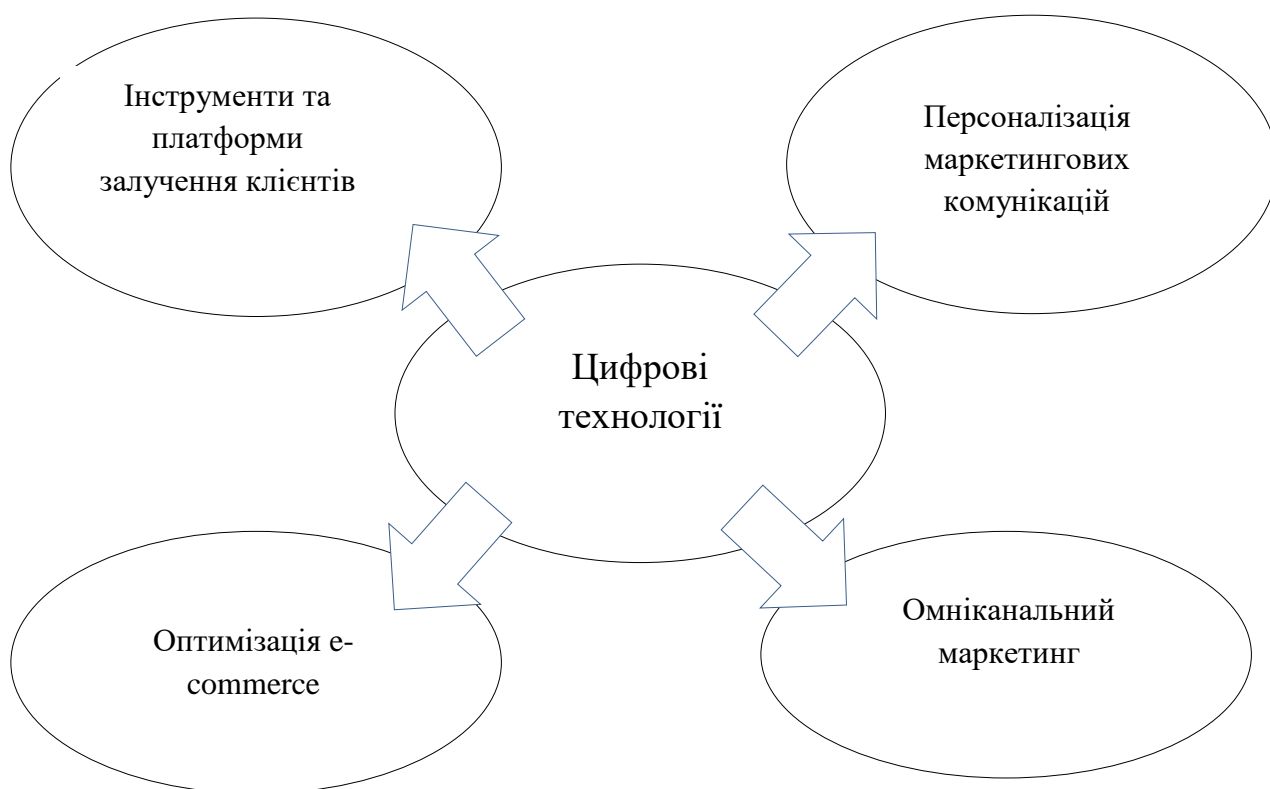 Інструменти та
платформи
залучення клієнтів
Персоналізація
маркетингових
комунікацій
Цифрові
технології
Оптимізація e-
commerce
Омніканальний
маркетинг